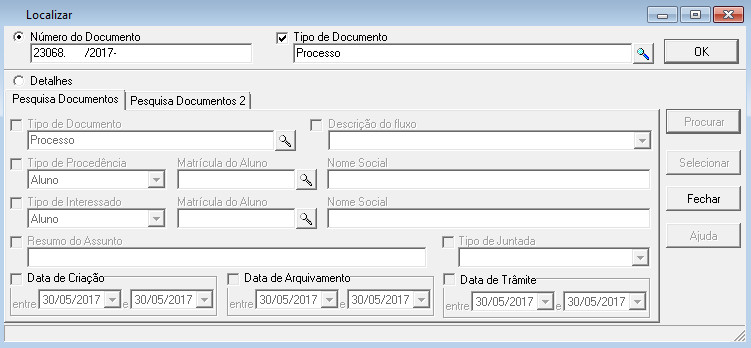 Localizar
Número do Documento
Tipo de Documento
23068.      /2017-
Processo
OK
Detalhes
Pesquisa Documentos
Pesquisa Documentos 2
Tipo de Documento
Descrição do fluxo
Processo
Procurar
Tipo de Procedência
Matrícula do Aluno
Nome Social
Aluno
Selecionar
Tipo de Interessado
Matrícula do Aluno
Nome Social
Aluno
Fechar
Resumo do Assunto
Tipo de Juntada
Ajuda
Data de Criação
Data de Arquivamento
Data de Trâmite
entre 30/05/2017 e 30/05/2017
entre 30/05/2017 e 30/05/2017
entre 30/05/2017 e 30/05/2017